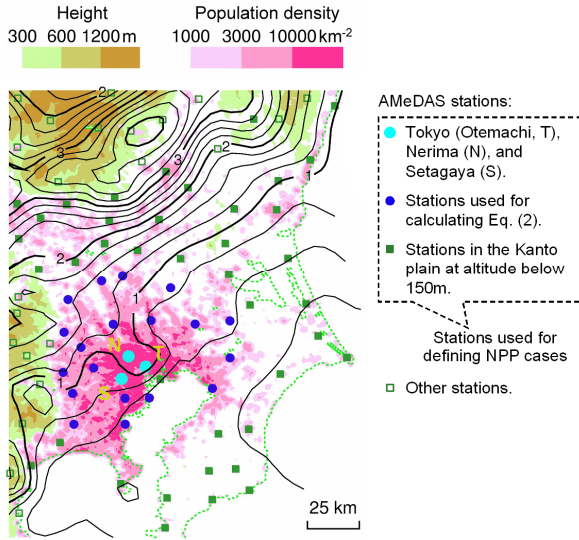 Height
Population density
300 600 1200 m
1000 3000 10000 km-2
2
3
3
2
1
2
1
N
T
1
S
25 km
AMeDAS stations:
Tokyo (Otemachi, T),
Nerima (N), and
Setagaya (S).
Stations used for
calculating Eq. (2).
Stations in the Kanto
plain at altitude below
150m.
Stations used for
defining NPP cases
Other stations.